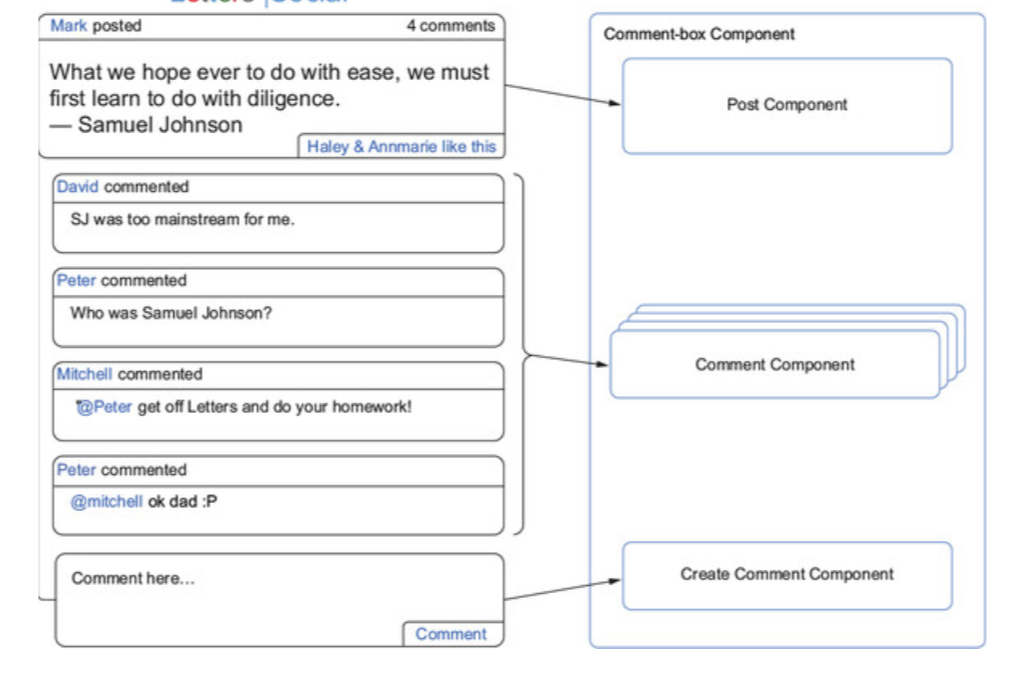 Mark posted
4 comments
What we hope ever to do with ease, we must
first learn to do with diligence.
— Samuel Johnson
Haley & Annmarie like this
David commented
SJ was too mainstream for me.
Peter commented
Who was Samuel Johnson?
Mitchell commented
@Peter get off Letters and do your homework!
Peter commented
@mitchell ok dad :P
Comment here...
Comment
Comment-box Component
Post Component
Comment Component
Create Comment Component